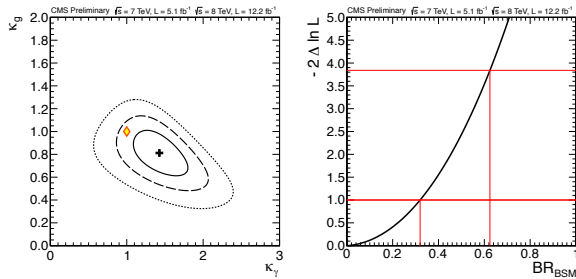 CMS Preliminary √s = 7 TeV, L = 5.1 fb⁻¹ √s = 8 TeV, L = 12.2 fb⁻¹
κg
2.0
1.8
1.6
1.4
1.2
1.0
0.8
0.6
0.4
0.2
0.0
0 1 2 3
κγ
CMS Preliminary √s = 7 TeV, L = 5.1 fb⁻¹ √s = 8 TeV, L = 12.2 fb⁻¹
- 2 Δ ln L
5.0
4.5
4.0
3.5
3.0
2.5
2.0
1.5
1.0
0.5
0.0
0 0.2 0.4 0.6 0.8 1
BR_BSM